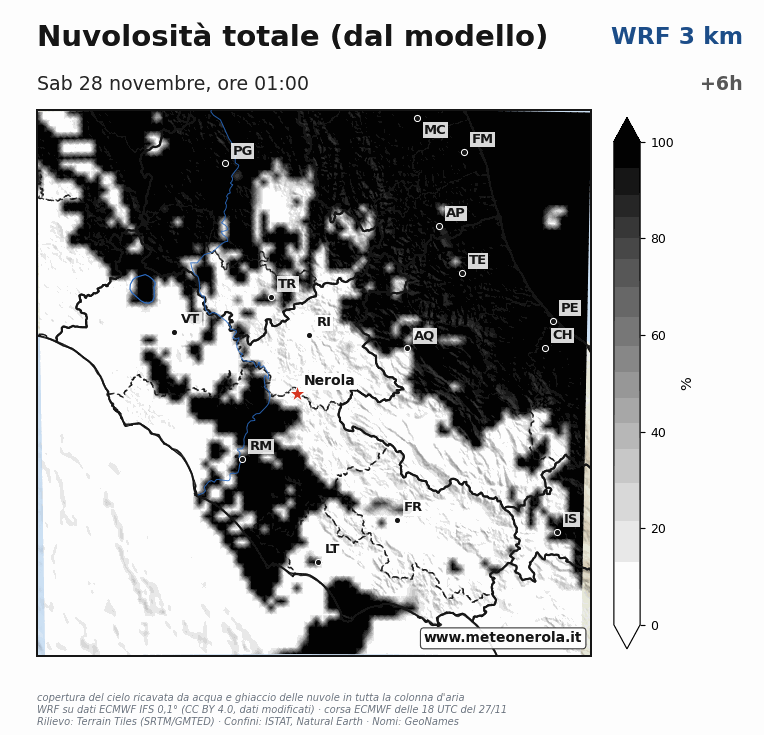 Nuvolosità totale (dal modello)
WRF 3 km
Sab 28 novembre, ore 01:00
+6h
MC
FM
PG
AP
TE
TR
PE
VT
RI
AQ
CH
Nerola
RM
FR
IS
LT
www.meteonerola.it
100
80
60
40
20
0
%
copertura del cielo ricavata da acqua e ghiaccio delle nuvole in tutta la colonna d'aria
WRF su dati ECMWF IFS 0,1° (CC BY 4.0, dati modificati) · corsa ECMWF delle 18 UTC del 27/11
Rilievo: Terrain Tiles (SRTM/GMTED) · Confini: ISTAT, Natural Earth · Nomi: GeoNames